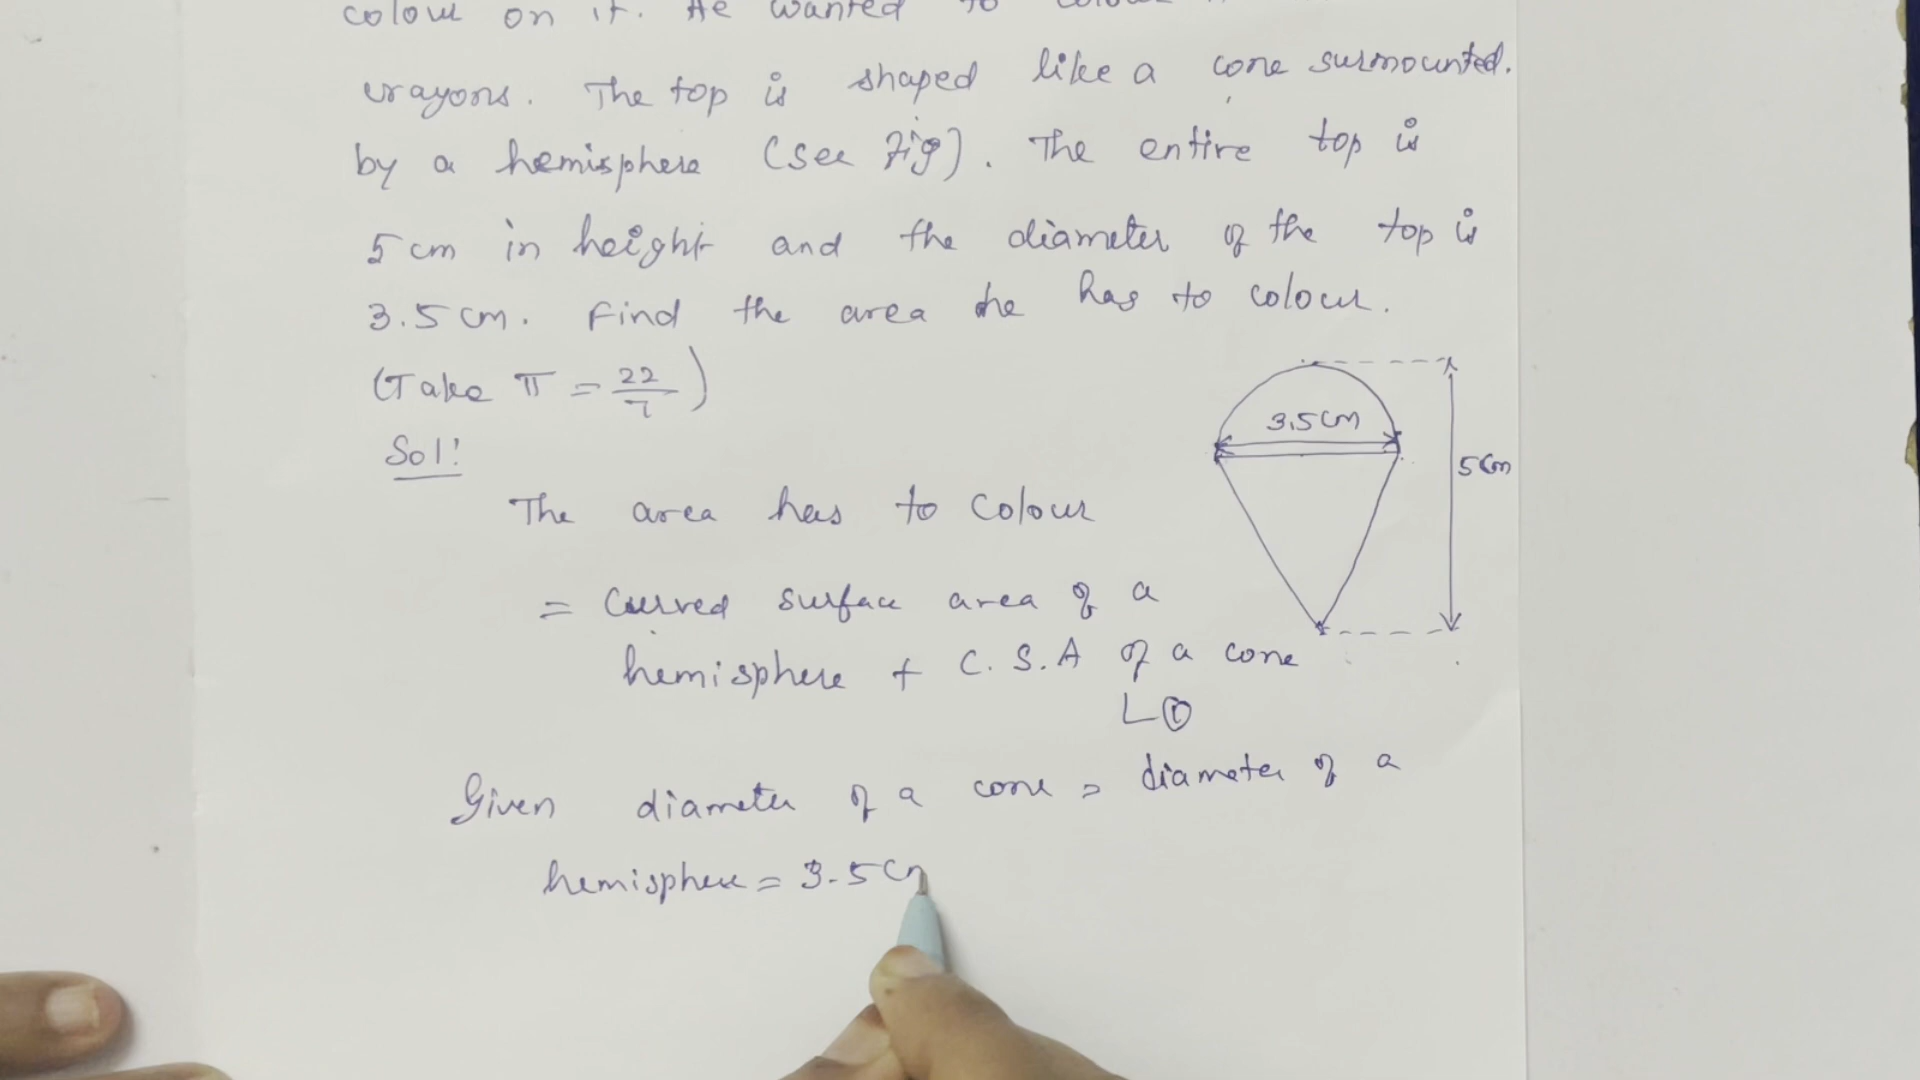 colour on it. He wanted to colour
crayons. The top is shaped like a cone surmounted.
by a hemisphere (see Fig). The entire top is
5 cm in height and the diameter of the top is
3.5 cm. Find the area he has to colour.
(Take π = 22/7)
3.5 cm
5 cm
Sol:
The area has to colour
= Curved surface area of a
hemisphere + C.S.A of a cone
Given diameter of a cone = diameter of a
hemisphere = 3.5 cm